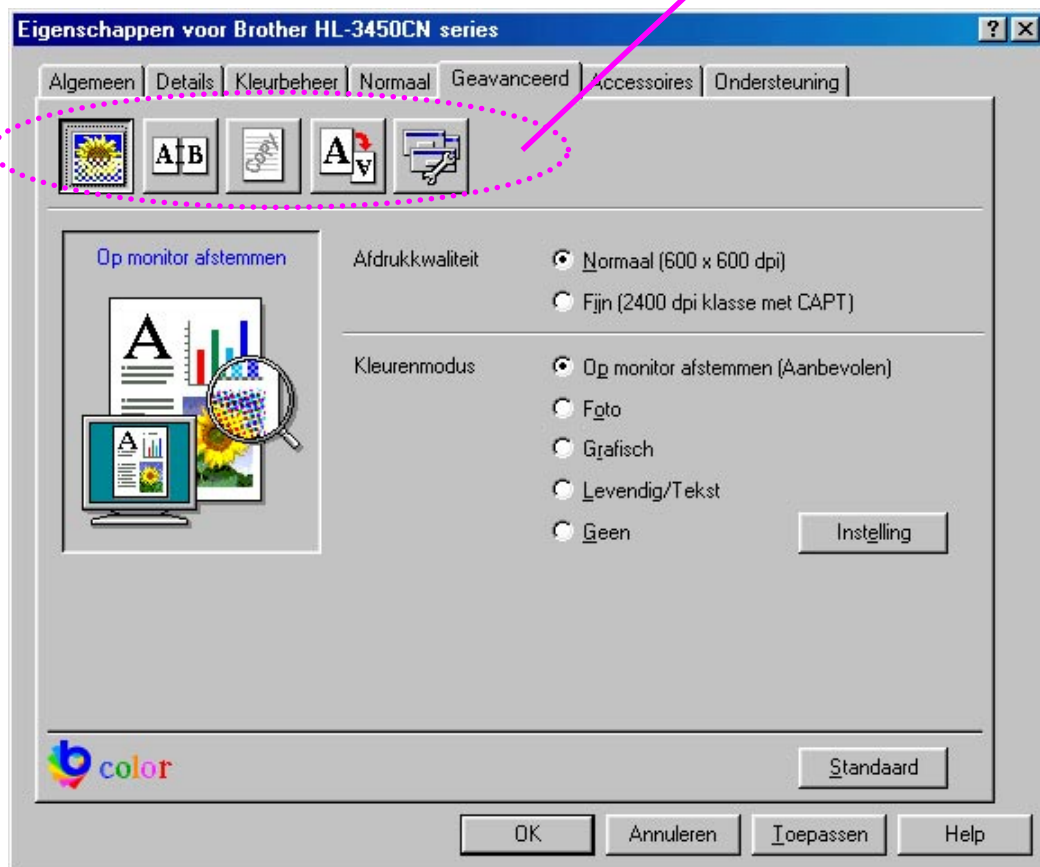 Eigenschappen voor Brother HL-3450CN series
Algemeen Details Kleurbeheer Normaal Geavanceerd Accessoires Ondersteuning
A B COPY A A
Op monitor afstemmen
Afdrukkwaliteit
Normaal (600 x 600 dpi)
Fijn (2400 dpi klasse met CAPT)
A
A
Kleurenmodus
Op monitor afstemmen (Aanbevolen)
Foto
Grafisch
Levendig/Tekst
Geen
Instelling
b color
Standaard
OK Annuleren Toepassen Help